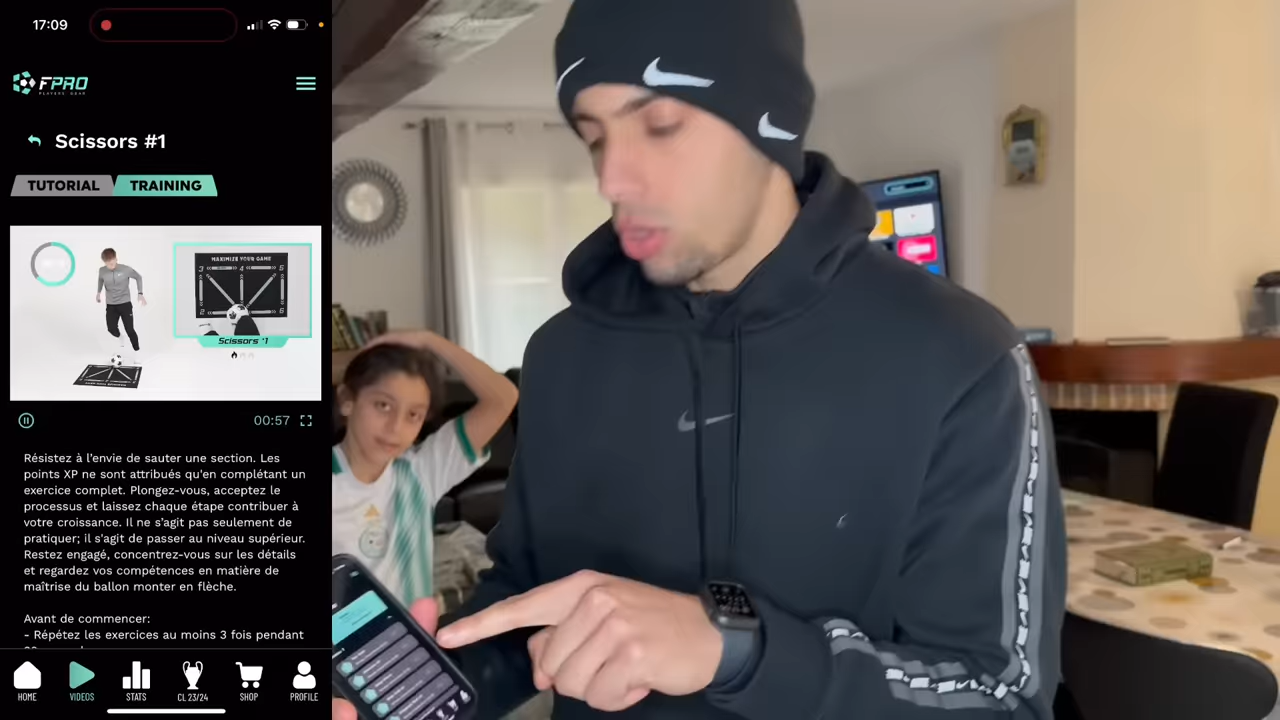 17:09
FPRO
PLAYERS' GEAR
Scissors #1
TUTORIAL
TRAINING
MAXIMIZE YOUR GAME
3 4 5
2
Scissors #1
00:57
Résistez à l'envie de sauter une section. Les
points XP ne sont attribués qu'en complétant un
exercice complet. Plongez-vous, acceptez le
processus et laissez chaque étape contribuer à
votre croissance. Il ne s'agit pas seulement de
pratiquer; il s'agit de passer au niveau supérieur.
Restez engagé, concentrez-vous sur les détails
et regardez vos compétences en matière de
maîtrise du ballon monter en flèche.
Avant de commencer:
- Répétez les exercices au moins 3 fois pendant
HOME
VIDEOS
STATS
CL 23/24
SHOP
PROFILE